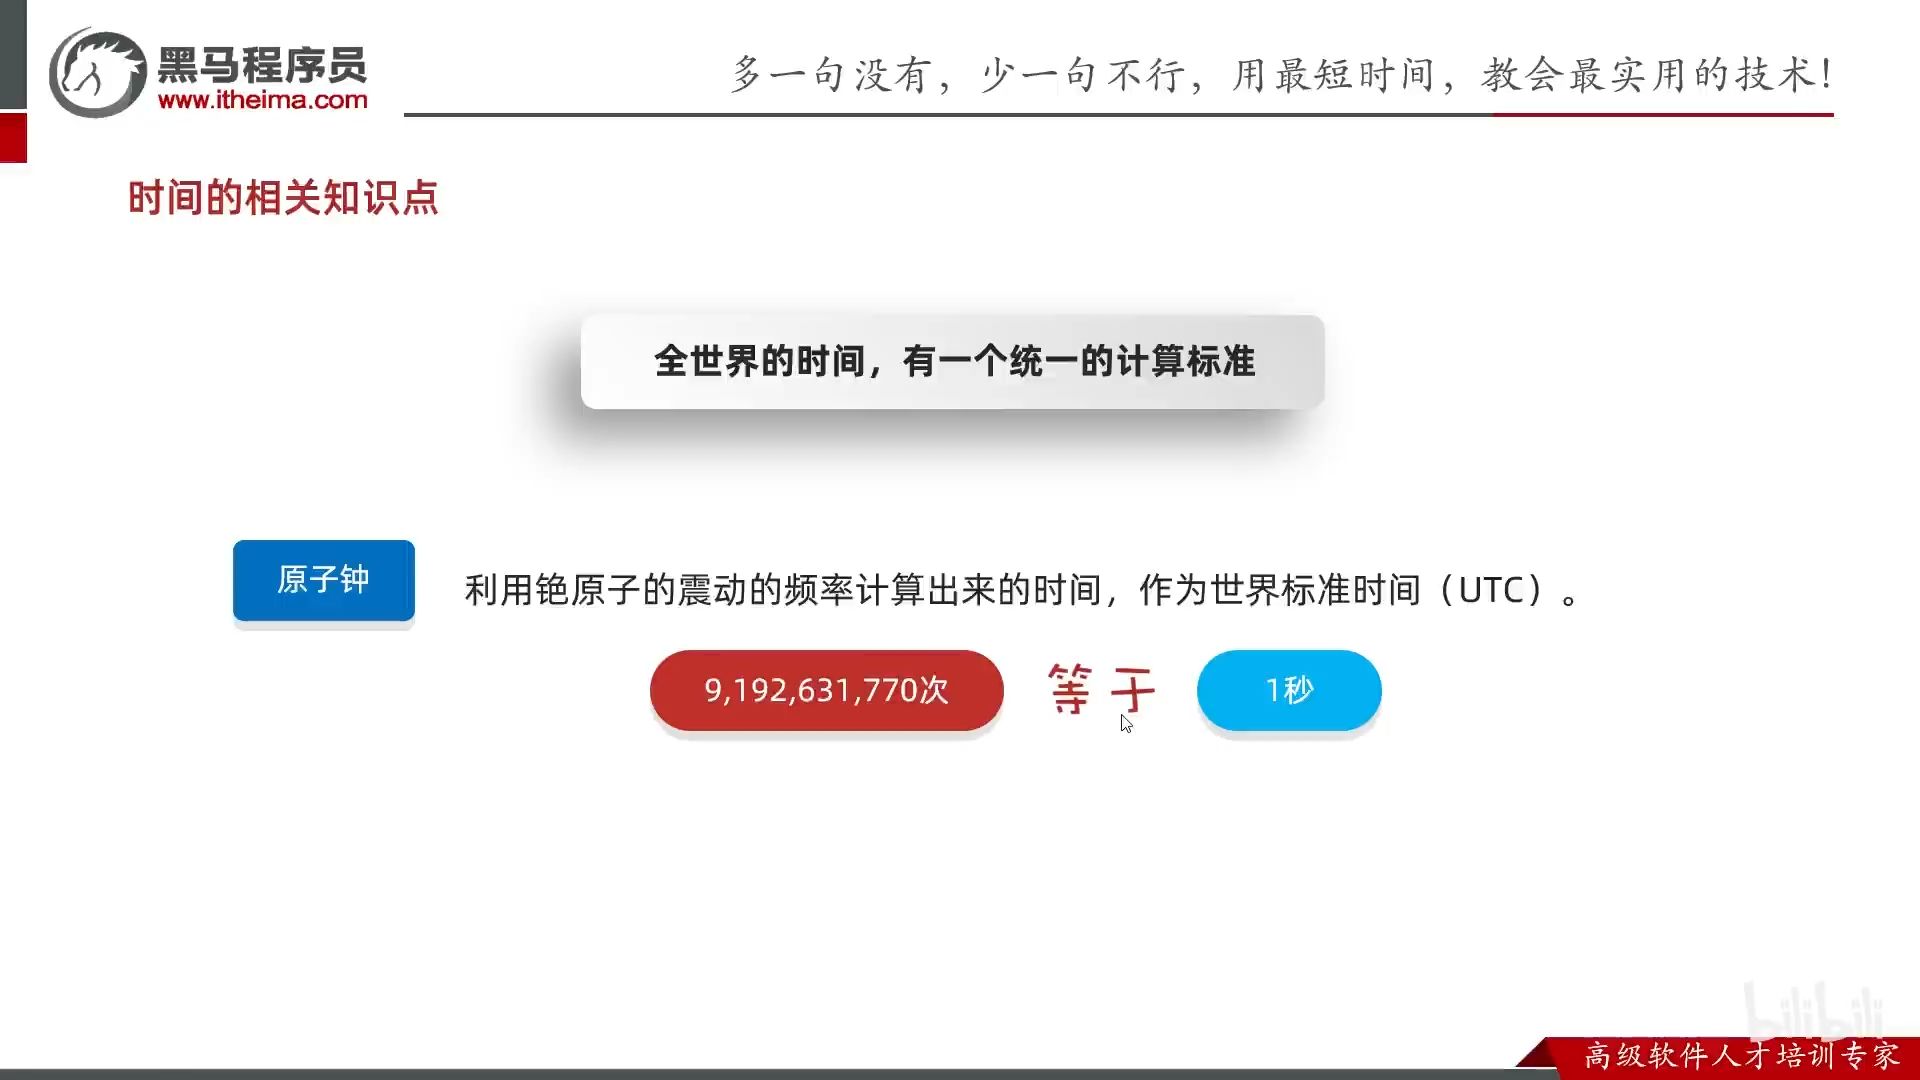 黑马程序员
www.itheima.com
多一句没有，少一句不行，用最短时间，教会最实用的技术！
时间的相关知识点
全世界的时间，有一个统一的计算标准
原子钟
利用铯原子的震动的频率计算出来的时间，作为世界标准时间（UTC）。
9,192,631,770次
等于
1秒
bilibili
高级软件人才培训专家